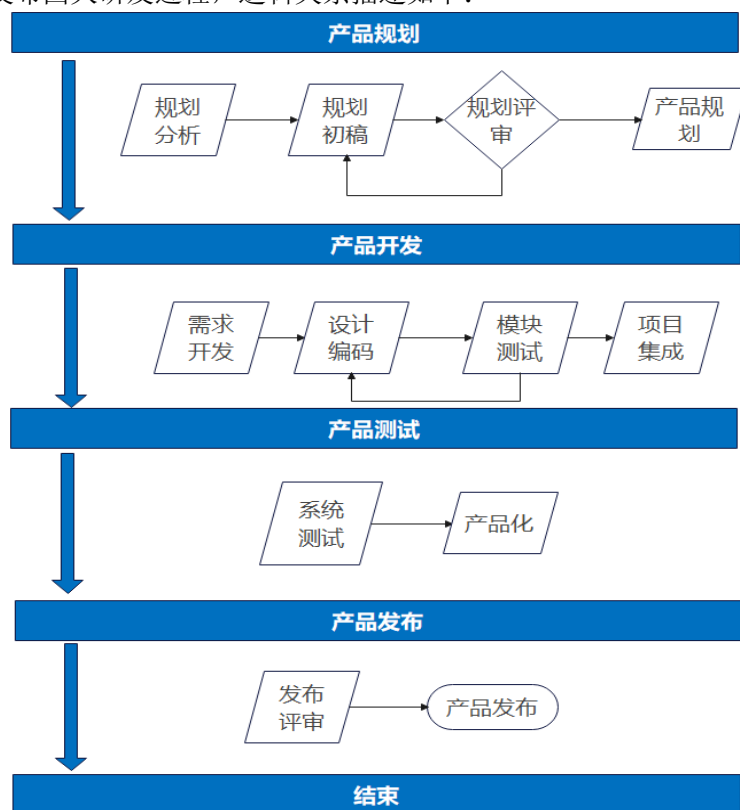 产品规划
规划
分析
规划
初稿
规划评
审
产品规
划
产品开发
需求
开发
设计
编码
模块
测试
项目
集成
产品测试
系统
测试
产品化
产品发布
发布
评审
产品发布
结束